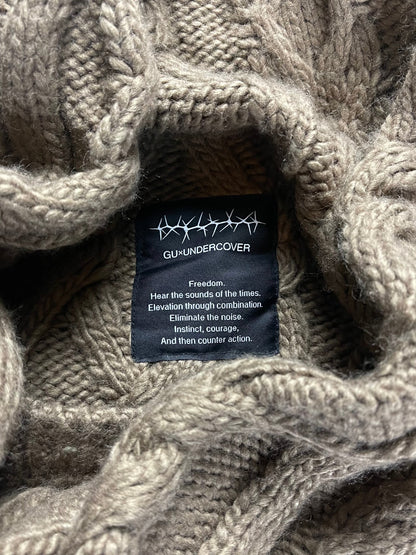 GU×UNDERCOVER
Freedom.
Hear the sounds of the times.
Elevation through combination.
Eliminate the noise.
Instinct, courage,
And then counter action.